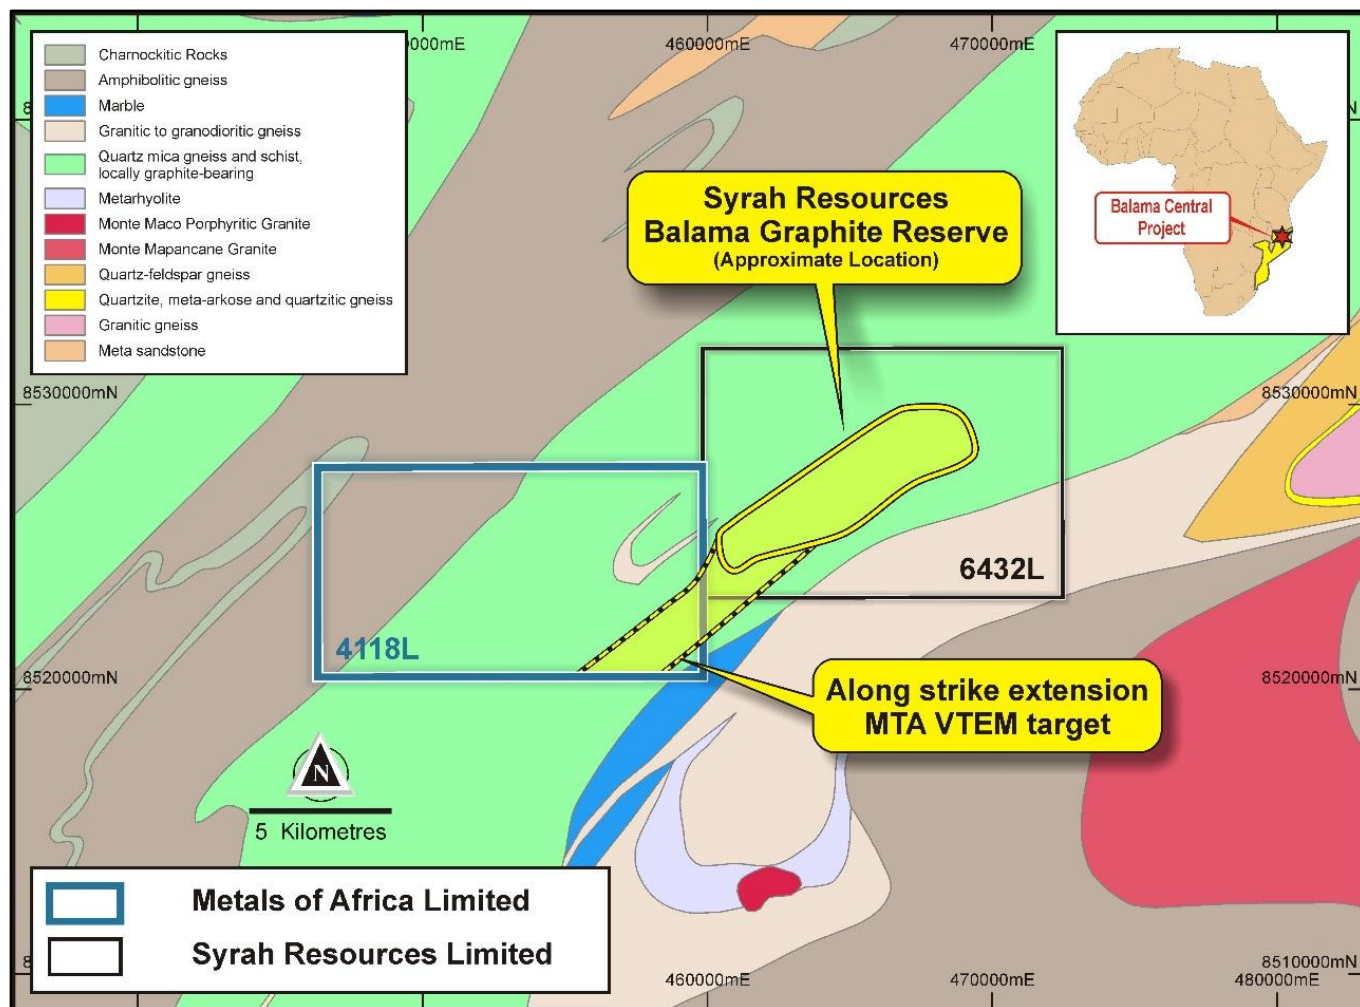 460000mE
470000mE
Charnockitic Rocks
Amphibolitic gneiss
Marble
Granitic to granodioritic gneiss
Quartz mica gneiss and schist,
locally graphite-bearing
Metarhyolite
Monte Maco Porphyritic Granite
Monte Mapancane Granite
Quartz-feldspar gneiss
Quartzite, meta-arkose and quartzitic gneiss
Granitic gneiss
Meta sandstone
Balama Central
Project
Syrah Resources
Balama Graphite Reserve
(Approximate Location)
8530000mN
8530000mN
6432L
4118L
8520000mN
8520000mN
Along strike extension
MTA VTEM target
N
5 Kilometres
Metals of Africa Limited
Syrah Resources Limited
8510000mN
460000mE
470000mE
480000mE